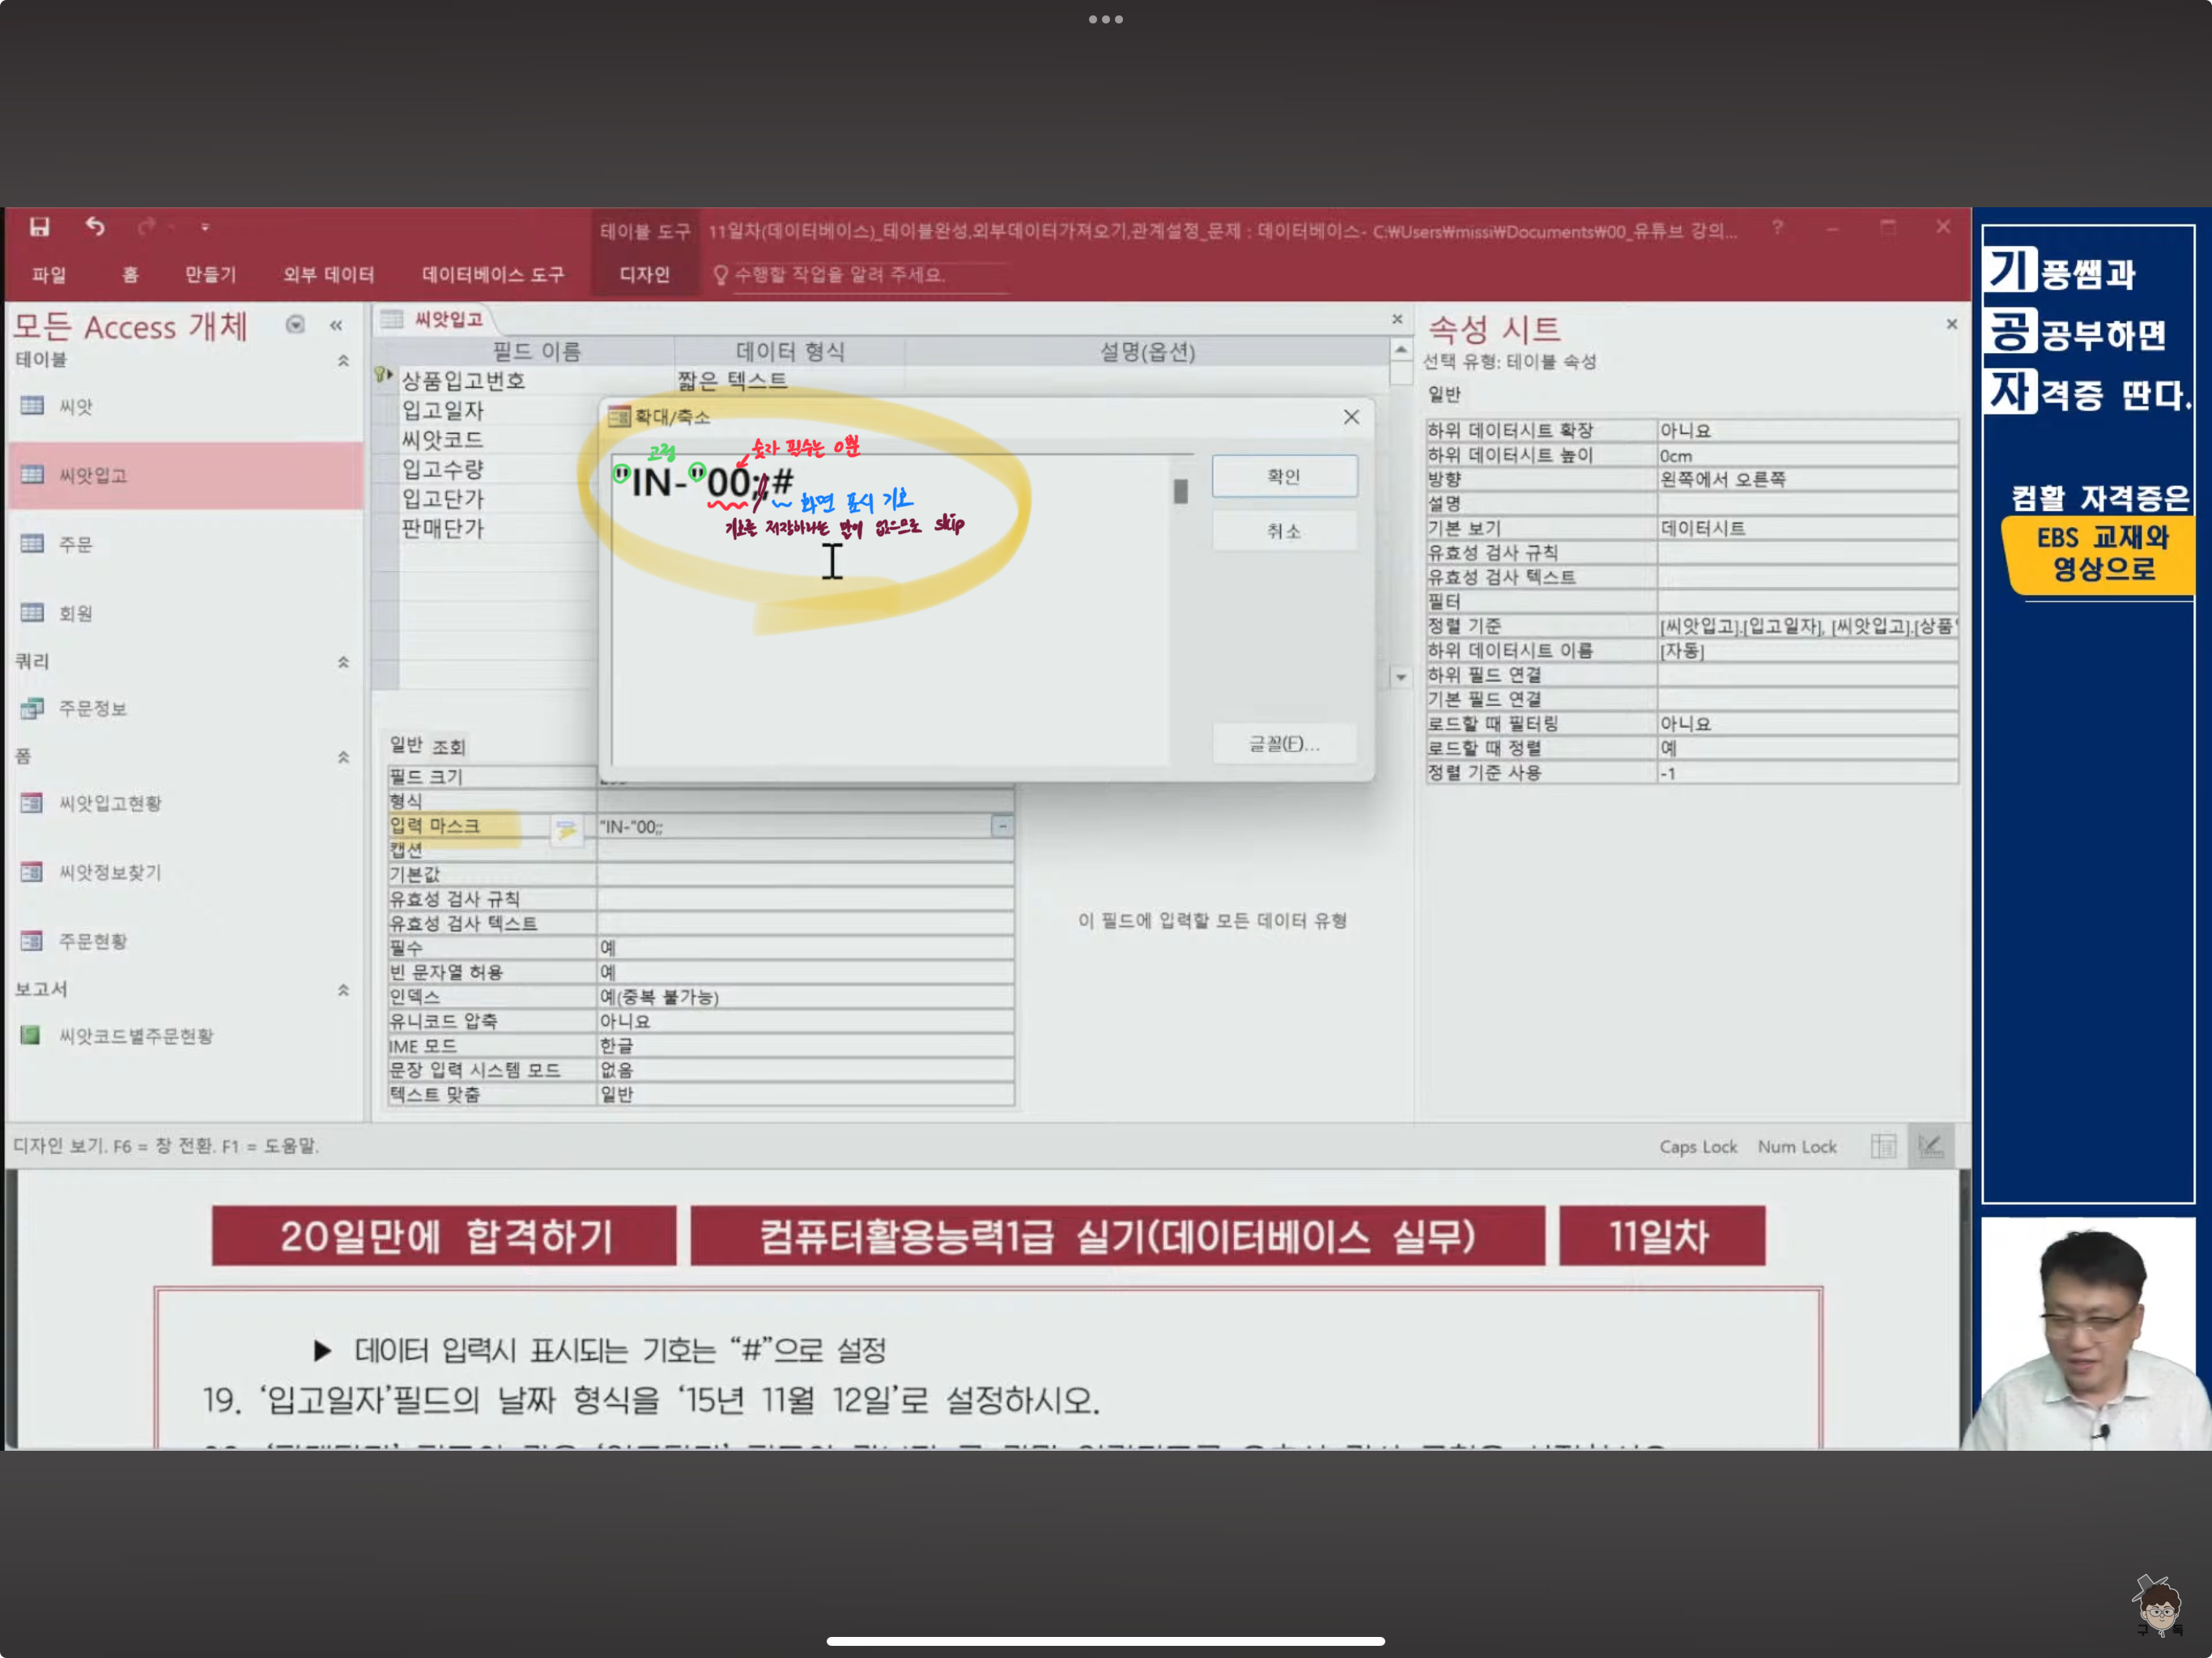 테이블 도구
11일차(데이터베이스)_테이블완성,외부데이터가져오기,관계설정_문제 : 데이터베이스- C:₩Users₩missi₩Documents₩00_유튜브 강의...
파일 홈 만들기 외부 데이터 데이터베이스 도구 디자인 수행할 작업을 알려 주세요.
모든 Access 개체
테이블
씨앗
씨앗입고
주문
회원
쿼리
주문정보
폼
씨앗입고현황
씨앗정보찾기
주문현황
보고서
씨앗코드별주문현황
씨앗입고
필드 이름 데이터 형식 설명(옵션)
상품입고번호 짧은 텍스트
입고일자
씨앗코드
입고수량
입고단가
판매단가
확대/축소
고정
숫자 필수는 0뿐
"IN-"00;;#
화면 표시 기호
기호를 저장하라는 말이 없으므로 skip
확인
취소
글꼴(F)...
일반 조회
필드 크기
형식
입력 마스크 "IN-"00;;
캡션
기본값
유효성 검사 규칙
유효성 검사 텍스트
필수 예
빈 문자열 허용 예
인덱스 예(중복 불가능)
유니코드 압축 아니요
IME 모드 한글
문장 입력 시스템 모드 없음
텍스트 맞춤 일반
이 필드에 입력할 모든 데이터 유형
속성 시트
선택 유형: 테이블 속성
일반
하위 데이터시트 확장 아니요
하위 데이터시트 높이 0cm
방향 왼쪽에서 오른쪽
설명
기본 보기 데이터시트
유효성 검사 규칙
유효성 검사 텍스트
필터
정렬 기준 [씨앗입고].[입고일자], [씨앗입고].[상품
하위 데이터시트 이름 [자동]
하위 필드 연결
기본 필드 연결
로드할 때 필터링 아니요
로드할 때 정렬 예
정렬 기준 사용 -1
디자인 보기. F6 = 창 전환. F1 = 도움말.
Caps Lock Num Lock
20일만에 합격하기 컴퓨터활용능력1급 실기(데이터베이스 실무) 11일차
▶ 데이터 입력시 표시되는 기호는 “#”으로 설정
19. ‘입고일자’필드의 날짜 형식을 ‘15년 11월 12일’로 설정하시오.
기풍쌤과
공공부하면
자격증 딴다.
컴활 자격증은
EBS 교재와
영상으로
구독